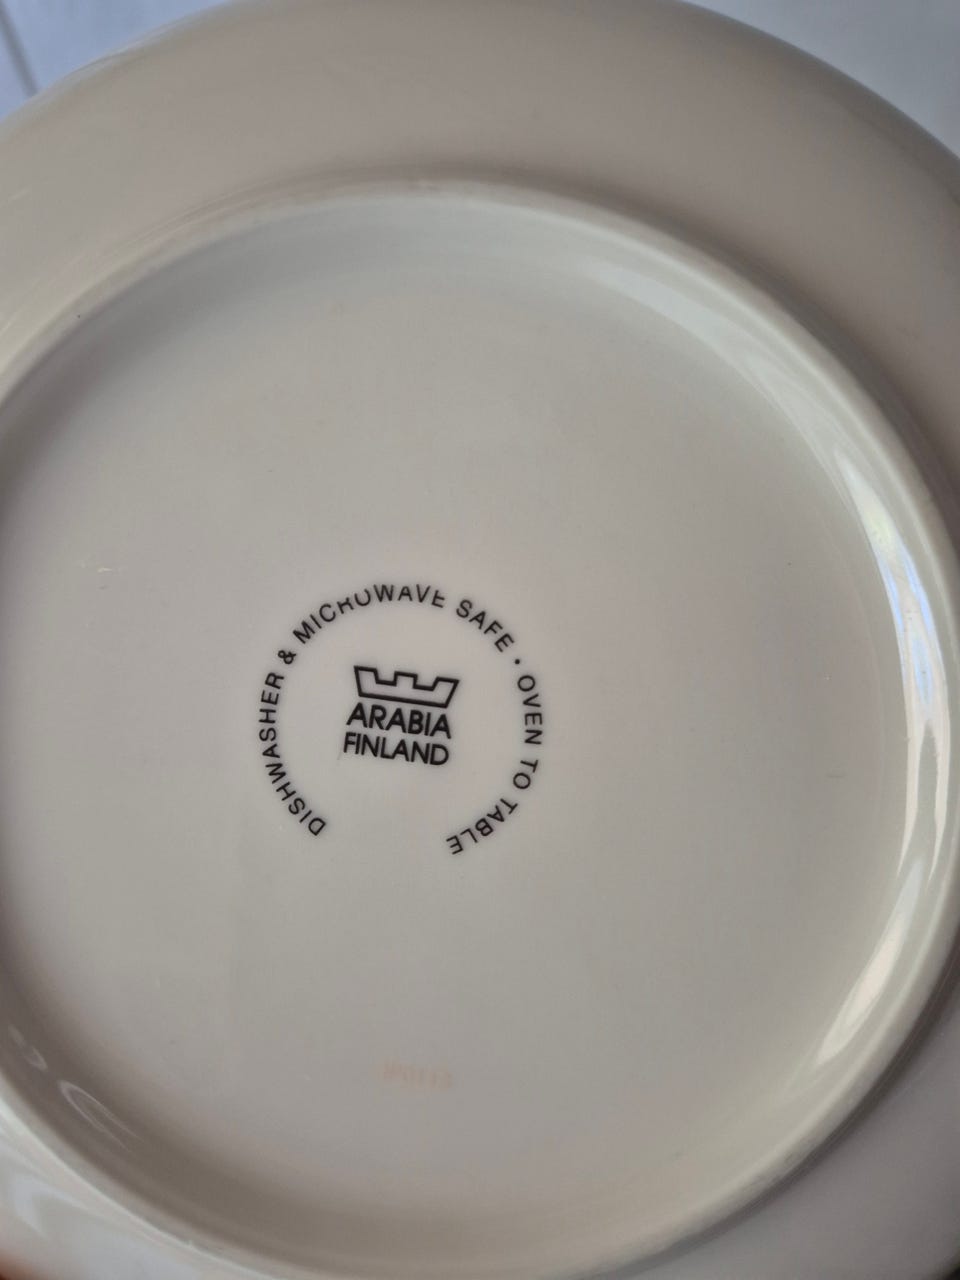 DISHWASHER & MICROWAVE SAFE · OVEN TO TABLE
ARABIA
FINLAND